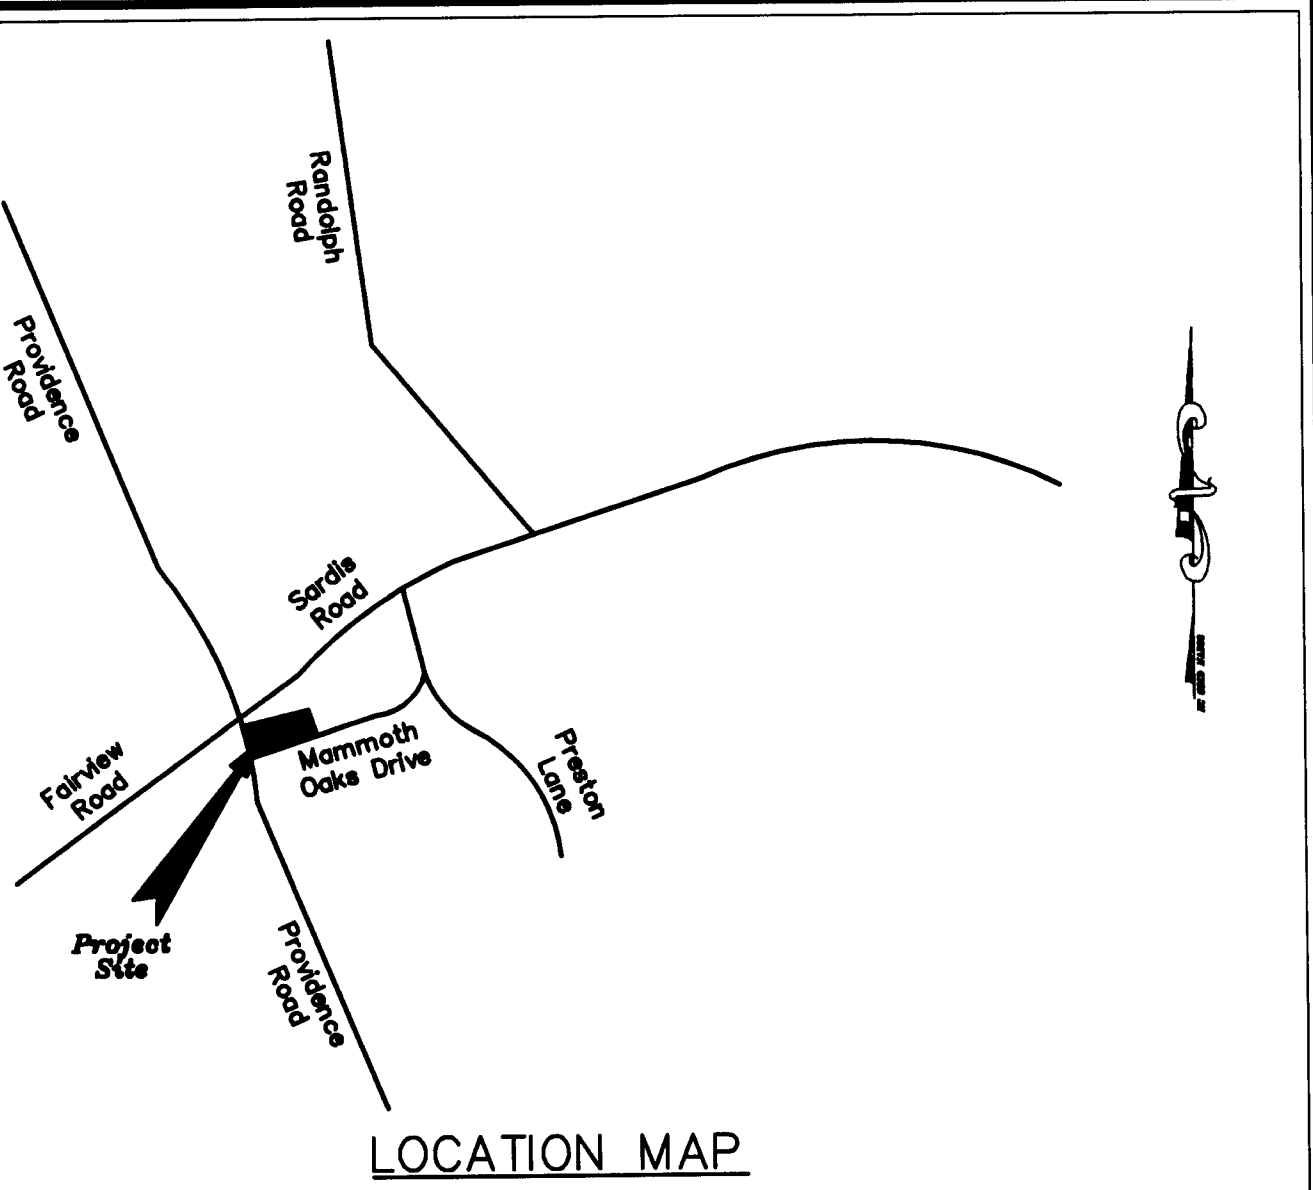 Randolph
Road
Providence
Road
Sardis
Road
Mammoth
Oaks Drive
Preston
Lane
Fairview
Road
Project
Site
Providence
Road
LOCATION MAP